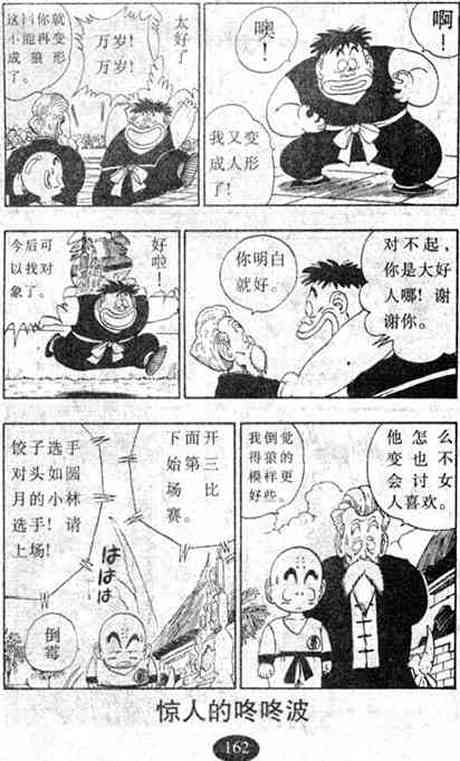 啊!
噢!
我又变
成人形
了!
太好了
万岁!
万岁!
这回你就
不能再变
成狼形
了。
对不起,
你是大好
人哪!谢
谢你。
你明白
就好。
好啦!
今后可
以找对
象了。
他怎么
变也不
会讨女
人喜欢。
我倒觉
得狼的
模样更
好些。
下面开
始第三
场比
赛。
饺子选手
对头如圆
月的小林
选手!请
上场!
はははは
倒霉
惊人的咚咚波
162